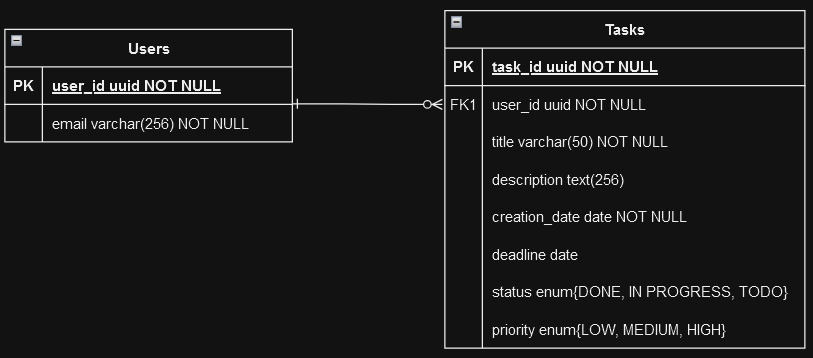 Users
PK user_id uuid NOT NULL
email varchar(256) NOT NULL
Tasks
PK task_id uuid NOT NULL
FK1 user_id uuid NOT NULL
title varchar(50) NOT NULL
description text(256)
creation_date date NOT NULL
deadline date
status enum{DONE, IN PROGRESS, TODO}
priority enum{LOW, MEDIUM, HIGH}